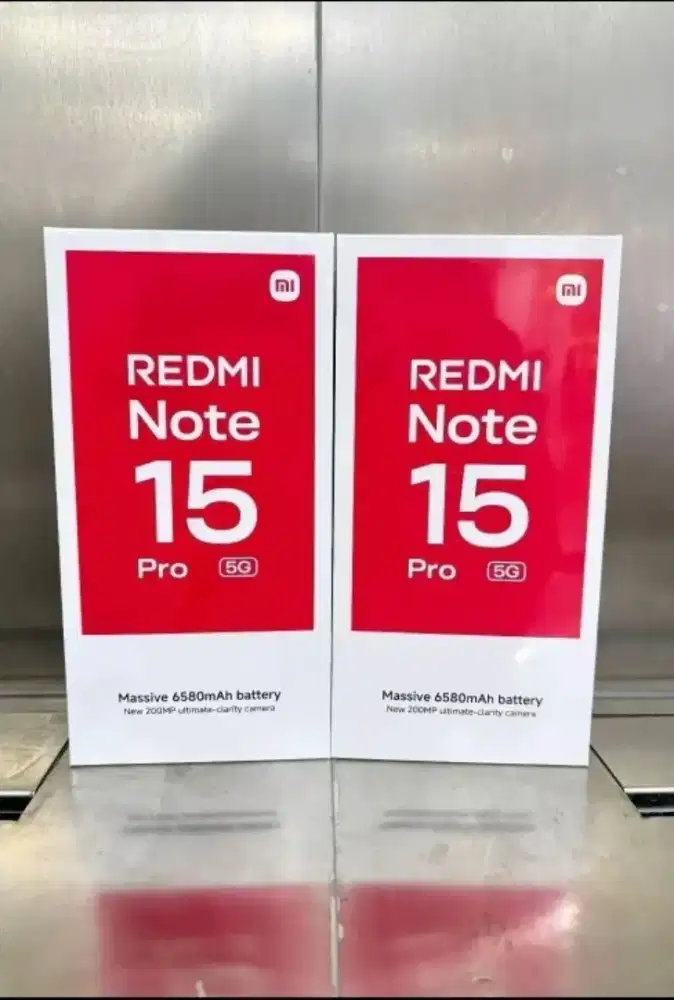 mi
REDMI
Note
15
Pro 5G
Massive 6580mAh battery
New 200MP ultimate-clarity camera
mi
REDMI
Note
15
Pro 5G
Massive 6580mAh battery
New 200MP ultimate-clarity camera